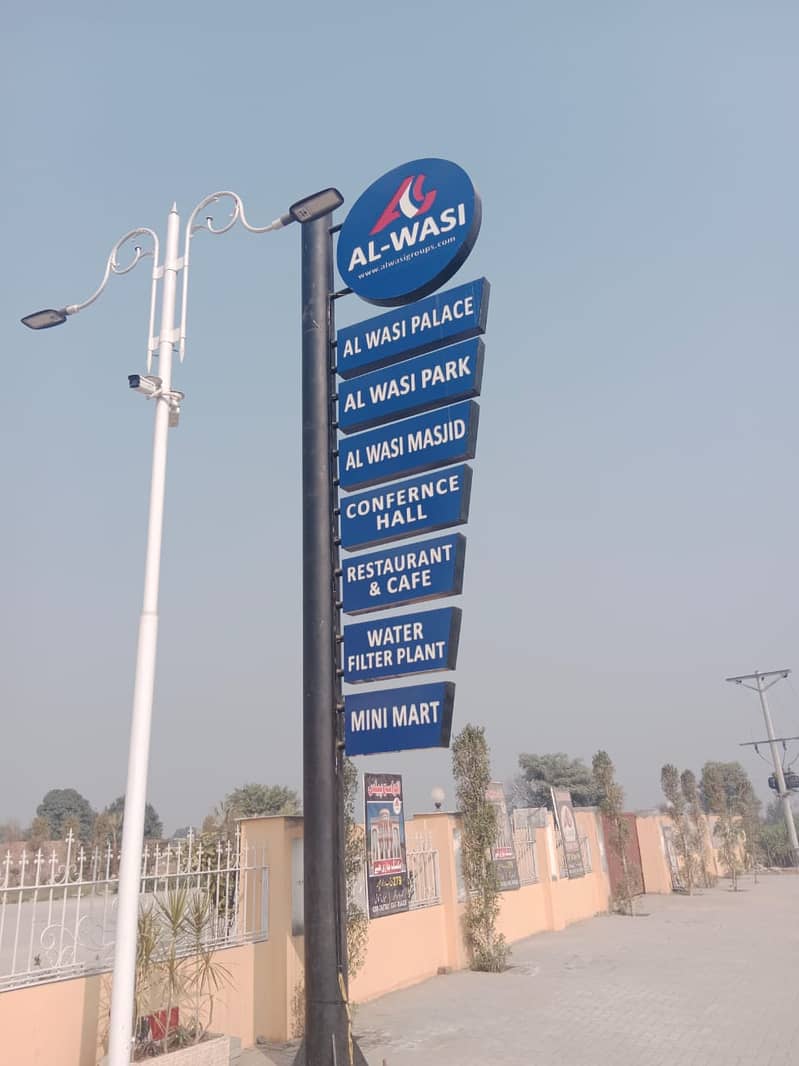 AL-WASI
www.alwasigroups.com
AL WASI PALACE
AL WASI PARK
AL WASI MASJID
CONFERNCE
HALL
RESTAURANT
& CAFE
WATER
FILTER PLANT
MINI MART
279